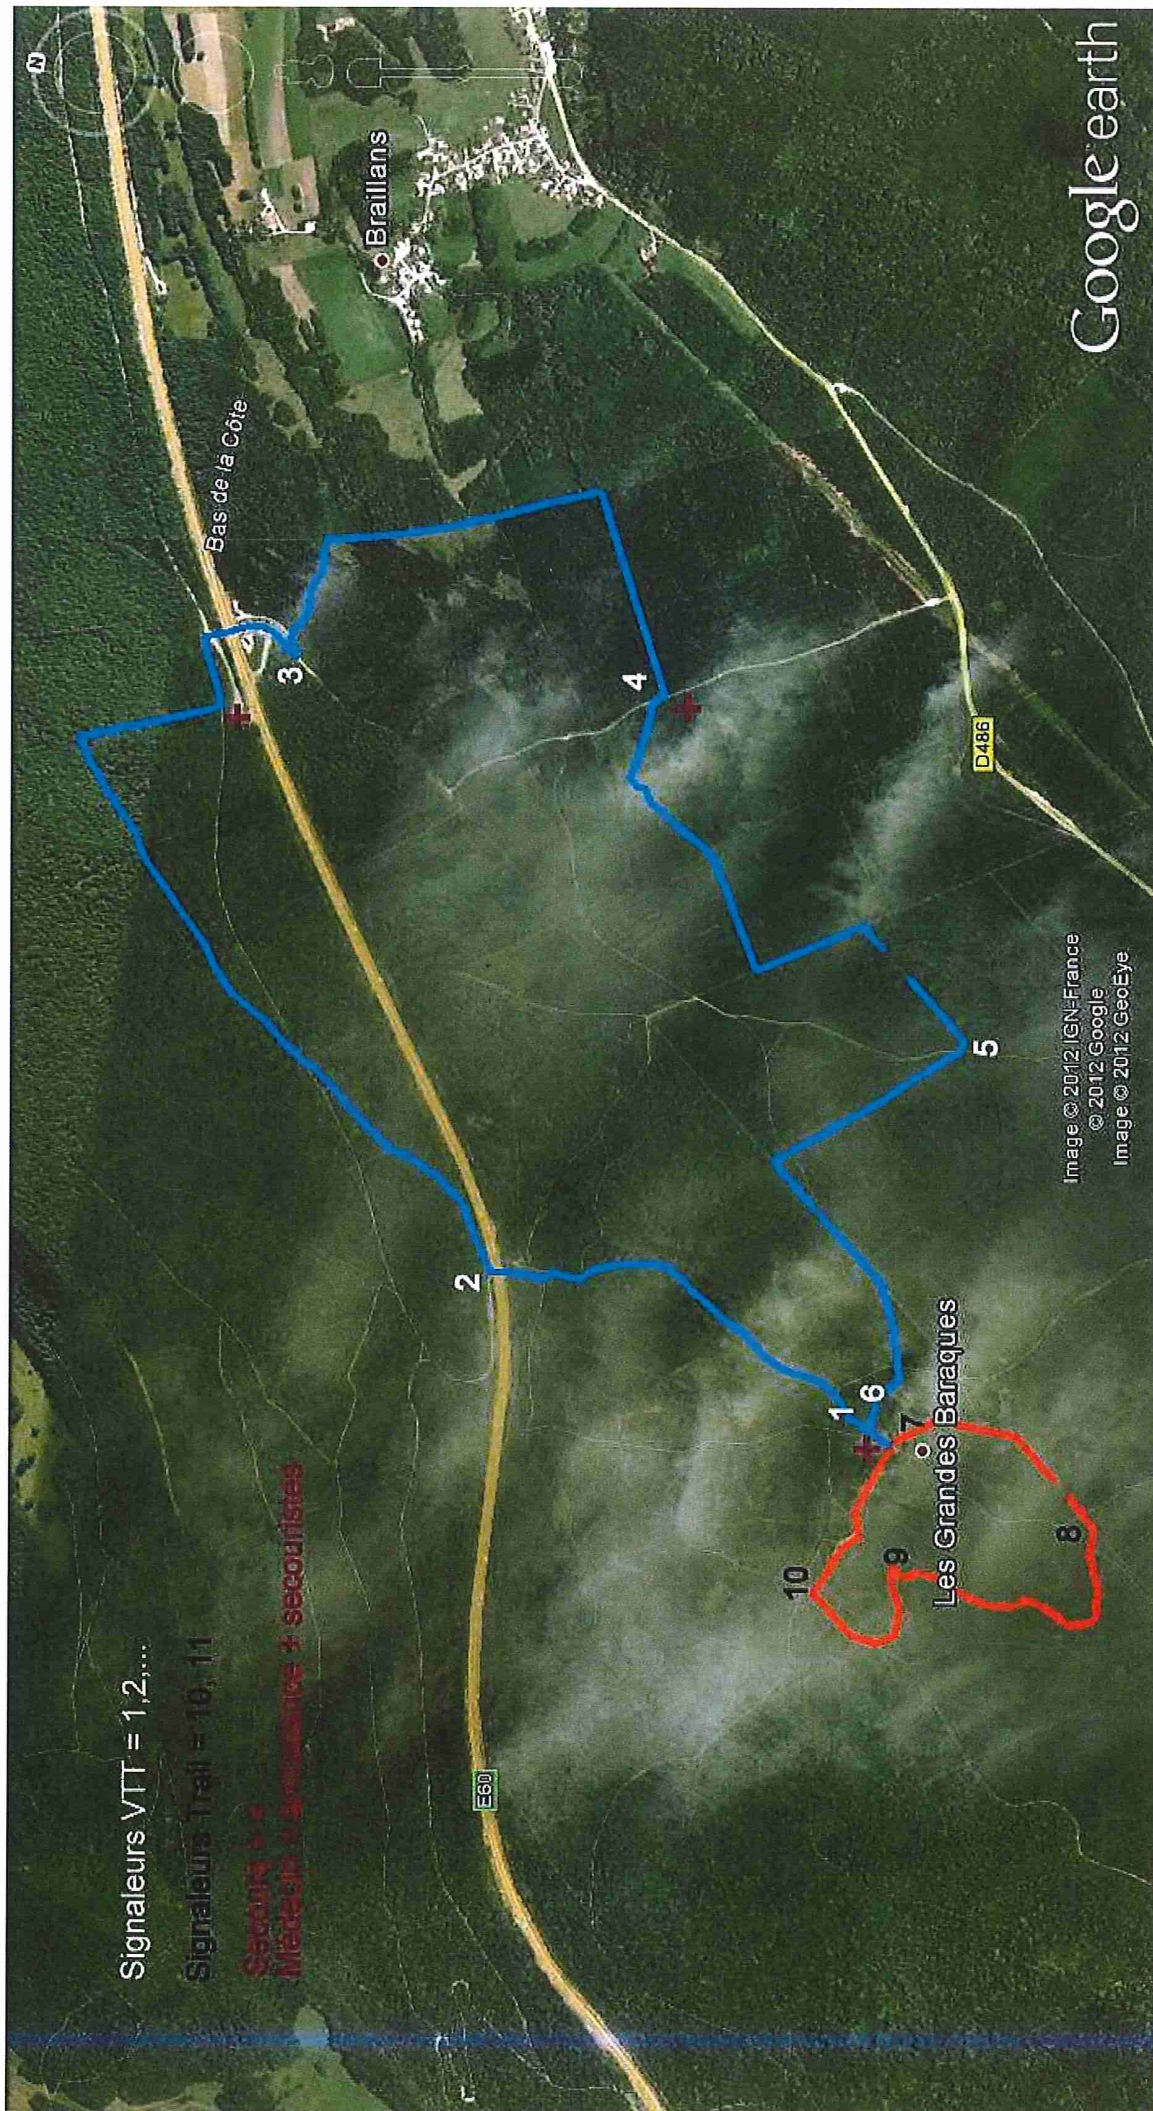 Signaleurs VTT = 1,2,...
Signaleurs Trail = 10, 11
Secours = +
Médecin + ambulance + secouristes
N
Bas de la Côte
Braillans
3
4
2
5
D486
1
6
7
Les Grandes Baraques
10
9
8
E60
Image © 2012 IGN-France
© 2012 Google
Image © 2012 GeoEye
Google earth